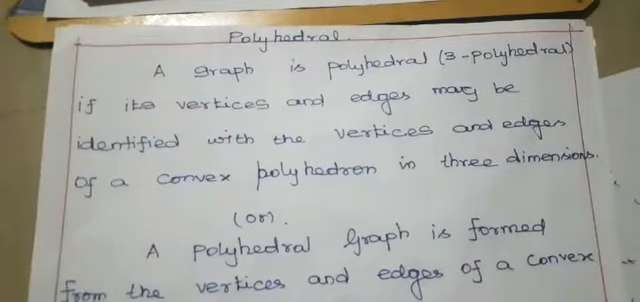 Polyhedral.
A graph is polyhedral (3-polyhedral)
if its vertices and edges may be
identified with the vertices and edges
of a convex polyhedron in three dimensions.
(or).
A polyhedral graph is formed
from the vertices and edges of a convex